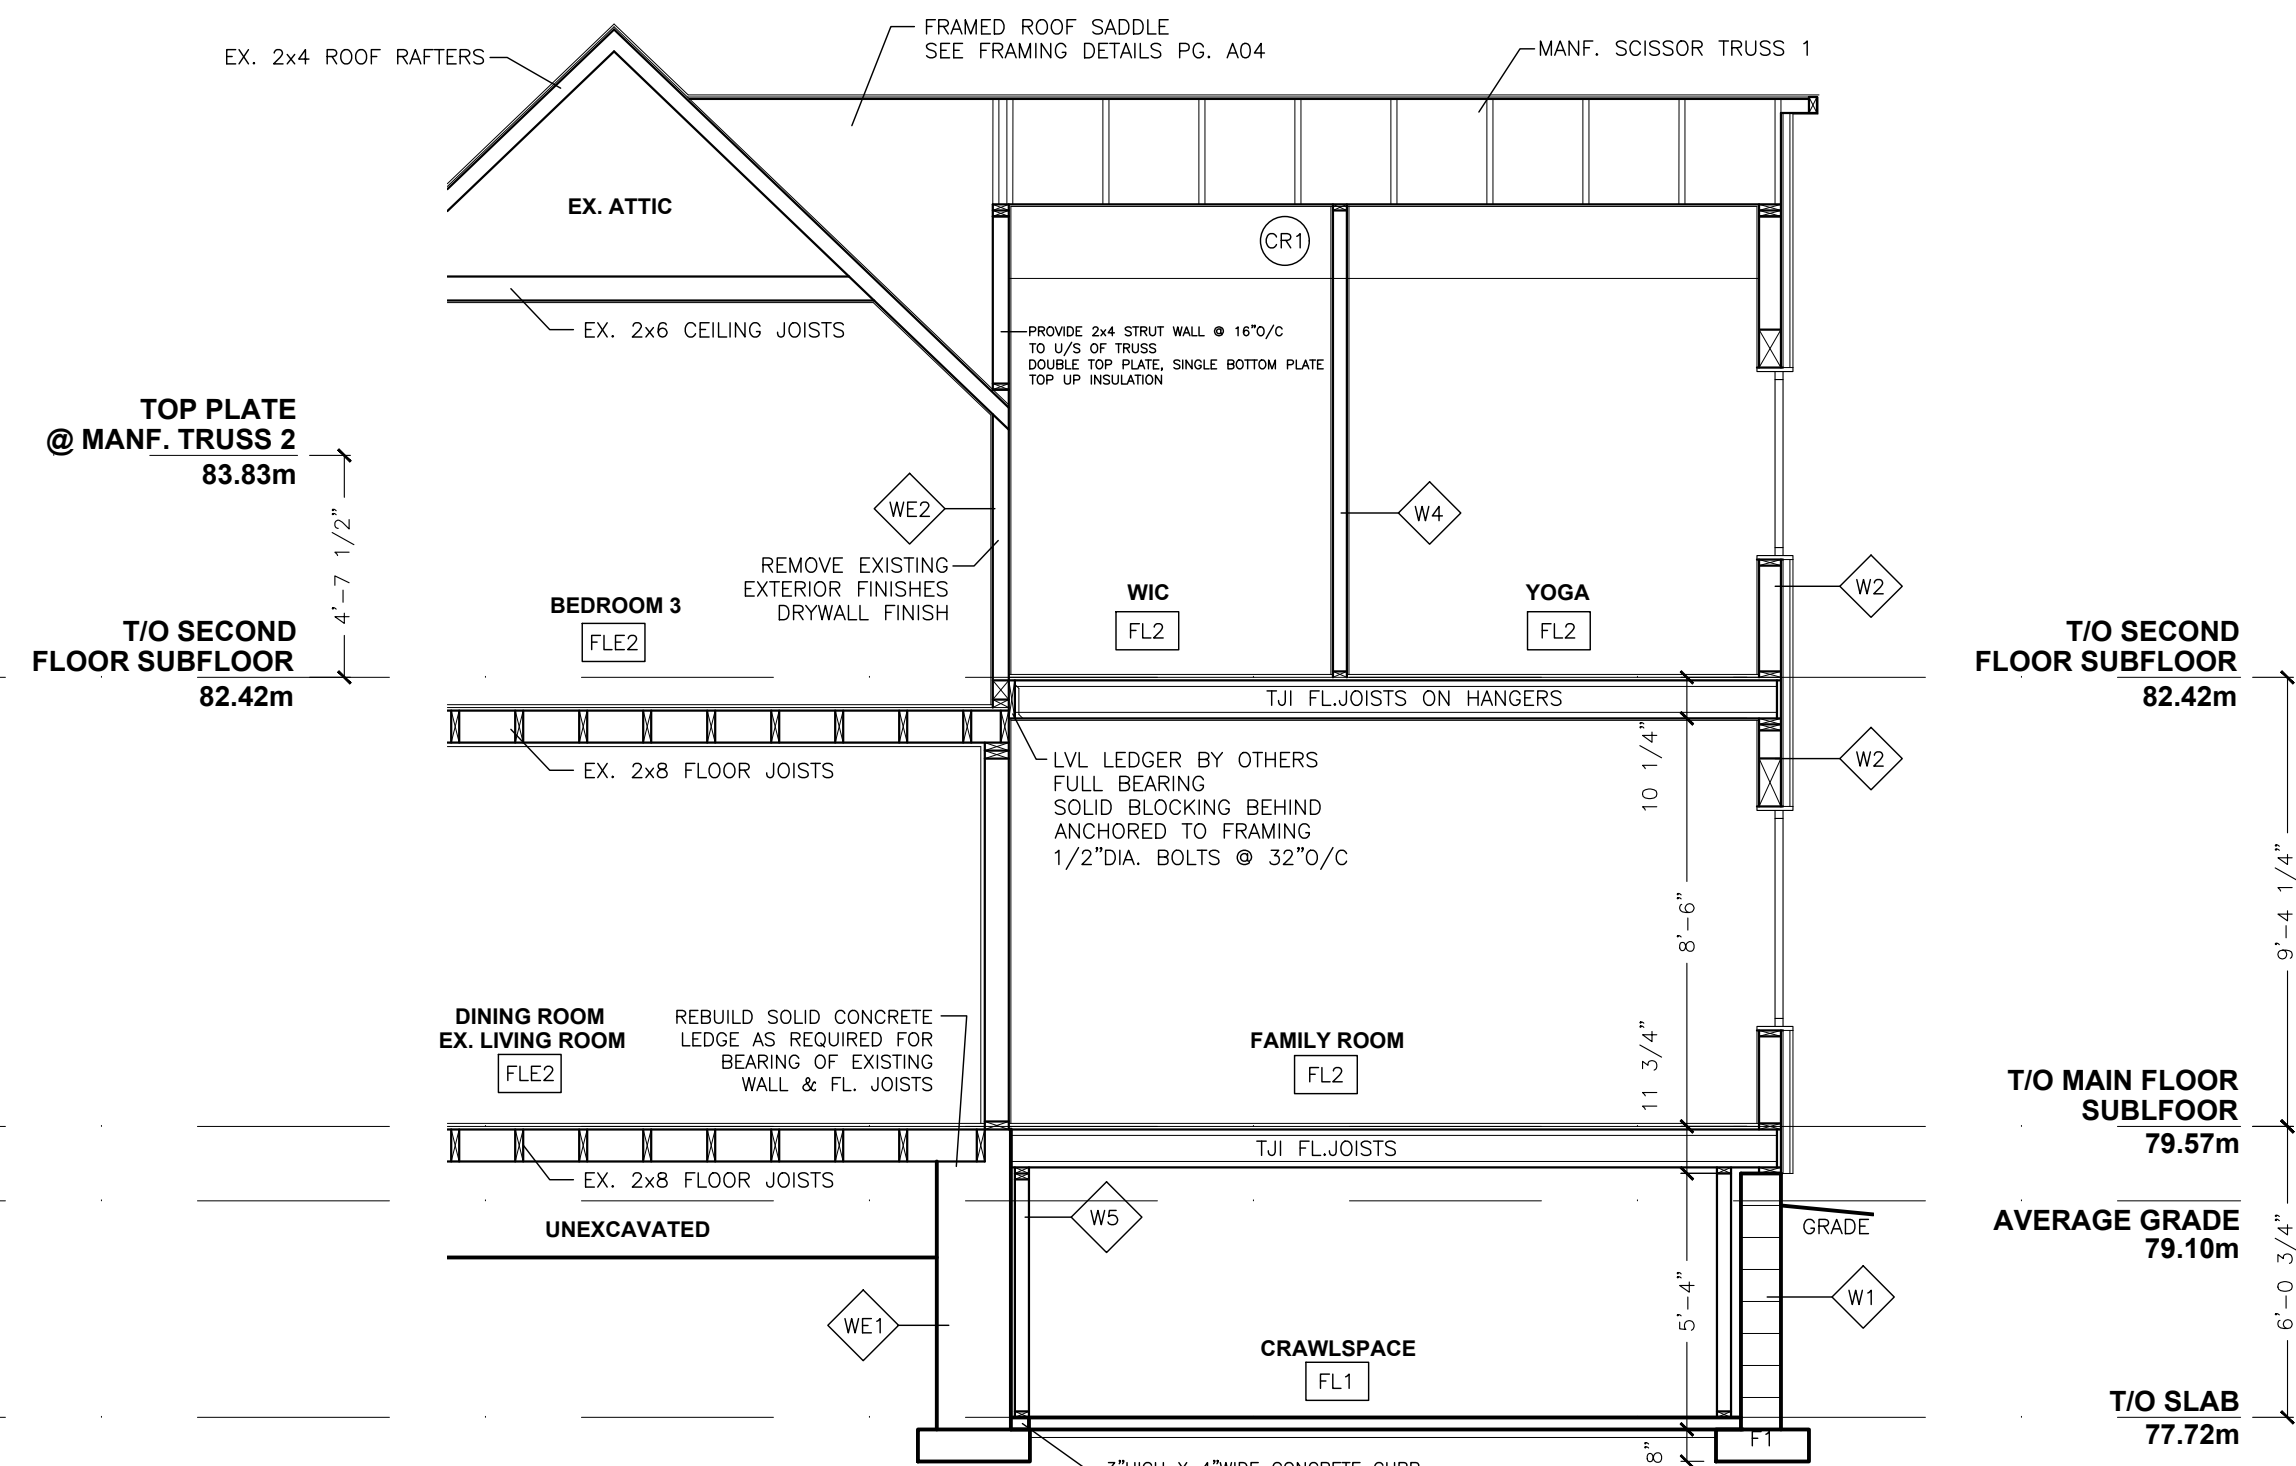 FRAMED ROOF SADDLE
SEE FRAMING DETAILS PG. A04
EX. 2x4 ROOF RAFTERS
MANF. SCISSOR TRUSS 1
EX. ATTIC
CR1
EX. 2x6 CEILING JOISTS
PROVIDE 2x4 STRUT WALL @ 16"O/C
TO U/S OF TRUSS
DOUBLE TOP PLATE, SINGLE BOTTOM PLATE
TOP UP INSULATION
TOP PLATE
@ MANF. TRUSS 2
83.83m
4'-7 1/2"
WE2
W4
REMOVE EXISTING
EXTERIOR FINISHES
DRYWALL FINISH
BEDROOM 3
FLE2
WIC
FL2
YOGA
FL2
W2
T/O SECOND
FLOOR SUBFLOOR
82.42m
T/O SECOND
FLOOR SUBFLOOR
82.42m
TJI FL.JOISTS ON HANGERS
EX. 2x8 FLOOR JOISTS
LVL LEDGER BY OTHERS
FULL BEARING
SOLID BLOCKING BEHIND
ANCHORED TO FRAMING
1/2"DIA. BOLTS @ 32"O/C
10 1/4"
W2
8'-6"
9'-4 1/4"
DINING ROOM
EX. LIVING ROOM
FLE2
REBUILD SOLID CONCRETE
LEDGE AS REQUIRED FOR
BEARING OF EXISTING
WALL & FL. JOISTS
FAMILY ROOM
FL2
11 3/4"
T/O MAIN FLOOR
SUBLFOOR
79.57m
TJI FL.JOISTS
EX. 2x8 FLOOR JOISTS
UNEXCAVATED
W5
GRADE
AVERAGE GRADE
79.10m
6'-0 3/4"
WE1
5'-4"
W1
CRAWLSPACE
FL1
T/O SLAB
77.72m
F1
8"
3"HIGH X 4"WIDE CONCRETE CURB